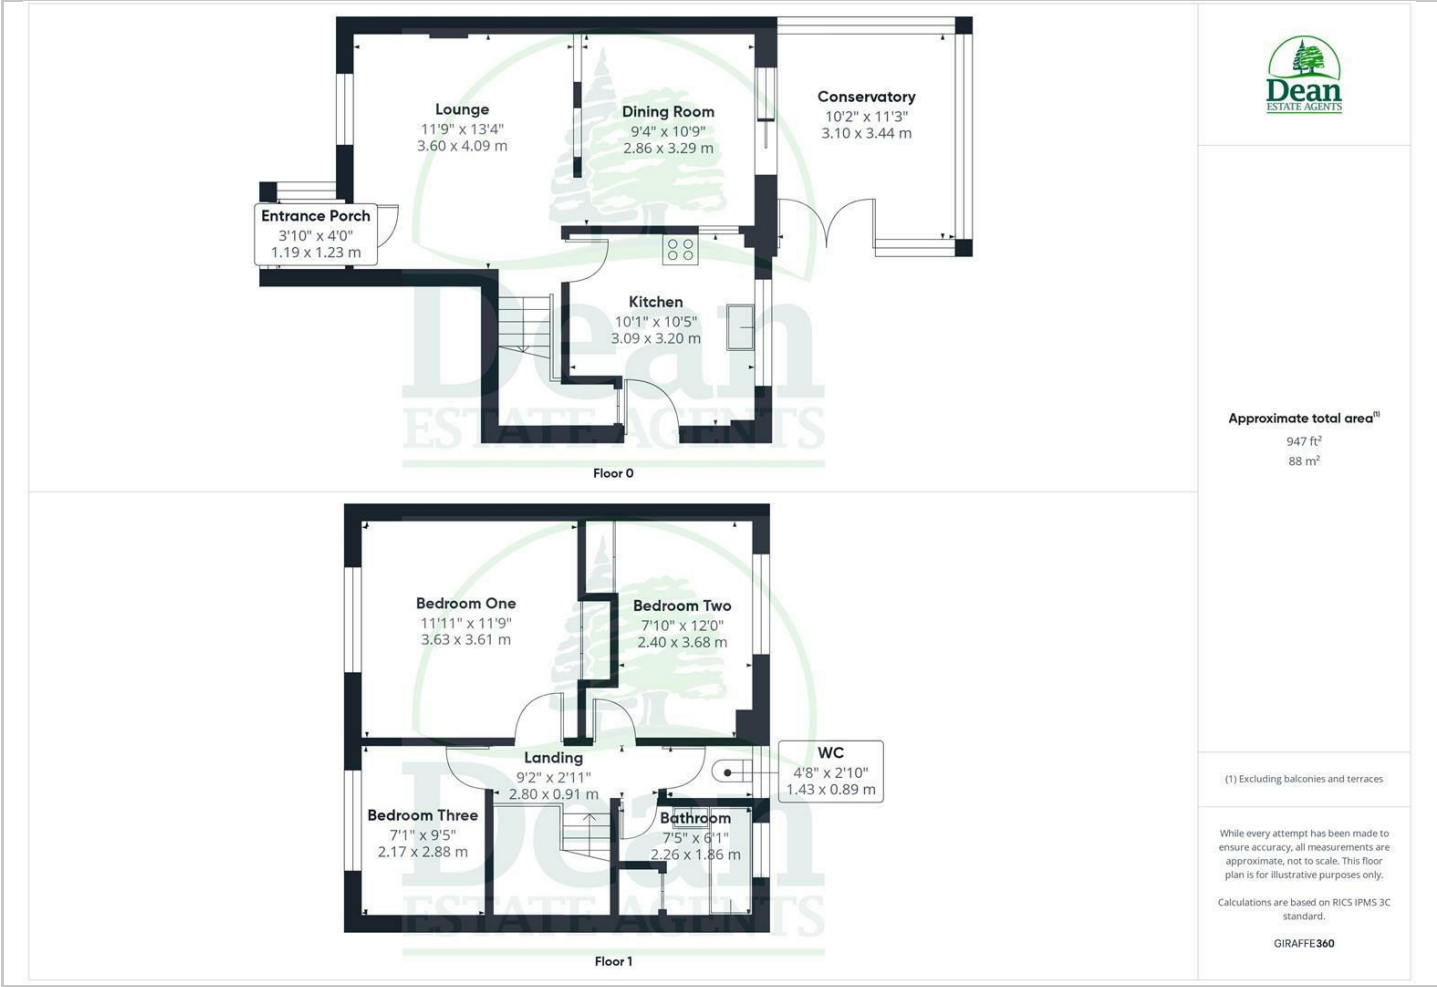 Lounge
11'9" x 13'4"
3.60 x 4.09 m
Dining Room
9'4" x 10'9"
2.86 x 3.29 m
Conservatory
10'2" x 11'3"
3.10 x 3.44 m
Entrance Porch
3'10" x 4'0"
1.19 x 1.23 m
Kitchen
10'1" x 10'5"
3.09 x 3.20 m
Dean
ESTATE AGENTS
Floor 0
Bedroom One
11'11" x 11'9"
3.63 x 3.61 m
Bedroom Two
7'10" x 12'0"
2.40 x 3.68 m
Landing
9'2" x 2'11"
2.80 x 0.91 m
WC
4'8" x 2'10"
1.43 x 0.89 m
Bedroom Three
7'1" x 9'5"
2.17 x 2.88 m
Bathroom
7'5" x 6'1"
2.26 x 1.86 m
Dean
ESTATE AGENTS
Floor 1
Dean
ESTATE AGENTS
Approximate total area(1)
947 ft²
88 m²
(1) Excluding balconies and terraces
While every attempt has been made to
ensure accuracy, all measurements are
approximate, not to scale. This floor
plan is for illustrative purposes only.
Calculations are based on RICS IPMS 3C
standard.
GIRAFFE360